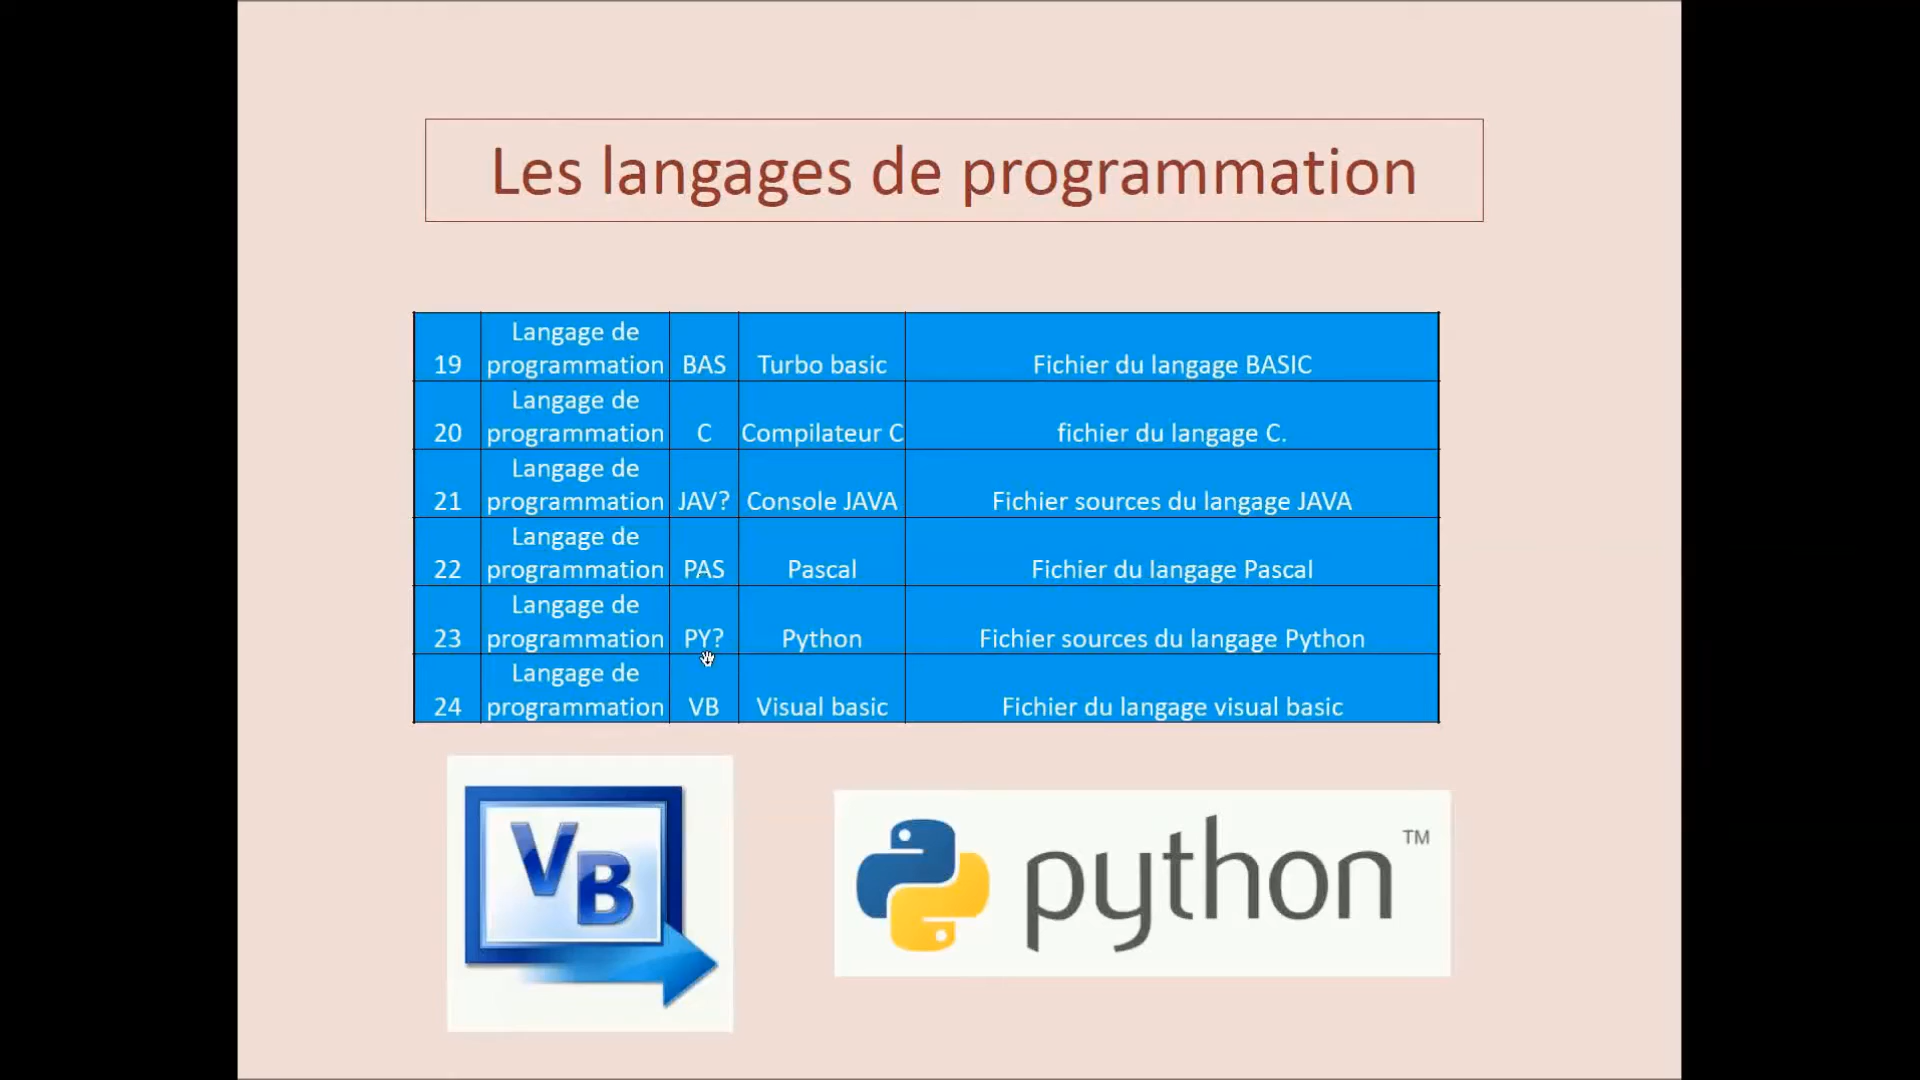 Les langages de programmation
Langage de
19 programmation BAS Turbo basic Fichier du langage BASIC
Langage de
20 programmation C Compilateur C fichier du langage C.
Langage de
21 programmation JAV? Console JAVA Fichier sources du langage JAVA
Langage de
22 programmation PAS Pascal Fichier du langage Pascal
Langage de
23 programmation PY? Python Fichier sources du langage Python
Langage de
24 programmation VB Visual basic Fichier du langage visual basic
VB
python™